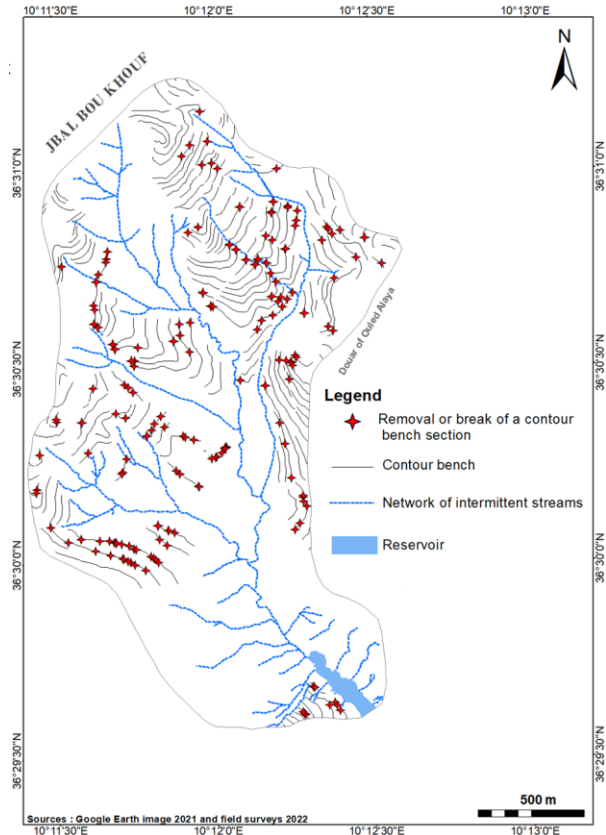 10°11'30"E 10°12'0"E 10°12'30"E 10°13'0"E
N
JBAL BOU KHOUF
36°31'0"N 36°31'0"N
Douar of Ouled Alaya
36°30'30"N 36°30'30"N
Legend
Removal or break of a contour
bench section
Contour bench
Network of intermittent streams
Reservoir
36°30'0"N 36°30'0"N
36°29'30"N 36°29'30"N
500 m
Sources : Google Earth image 2021 and field surveys 2022
10°11'30"E 10°12'0"E 10°12'30"E 10°13'0"E